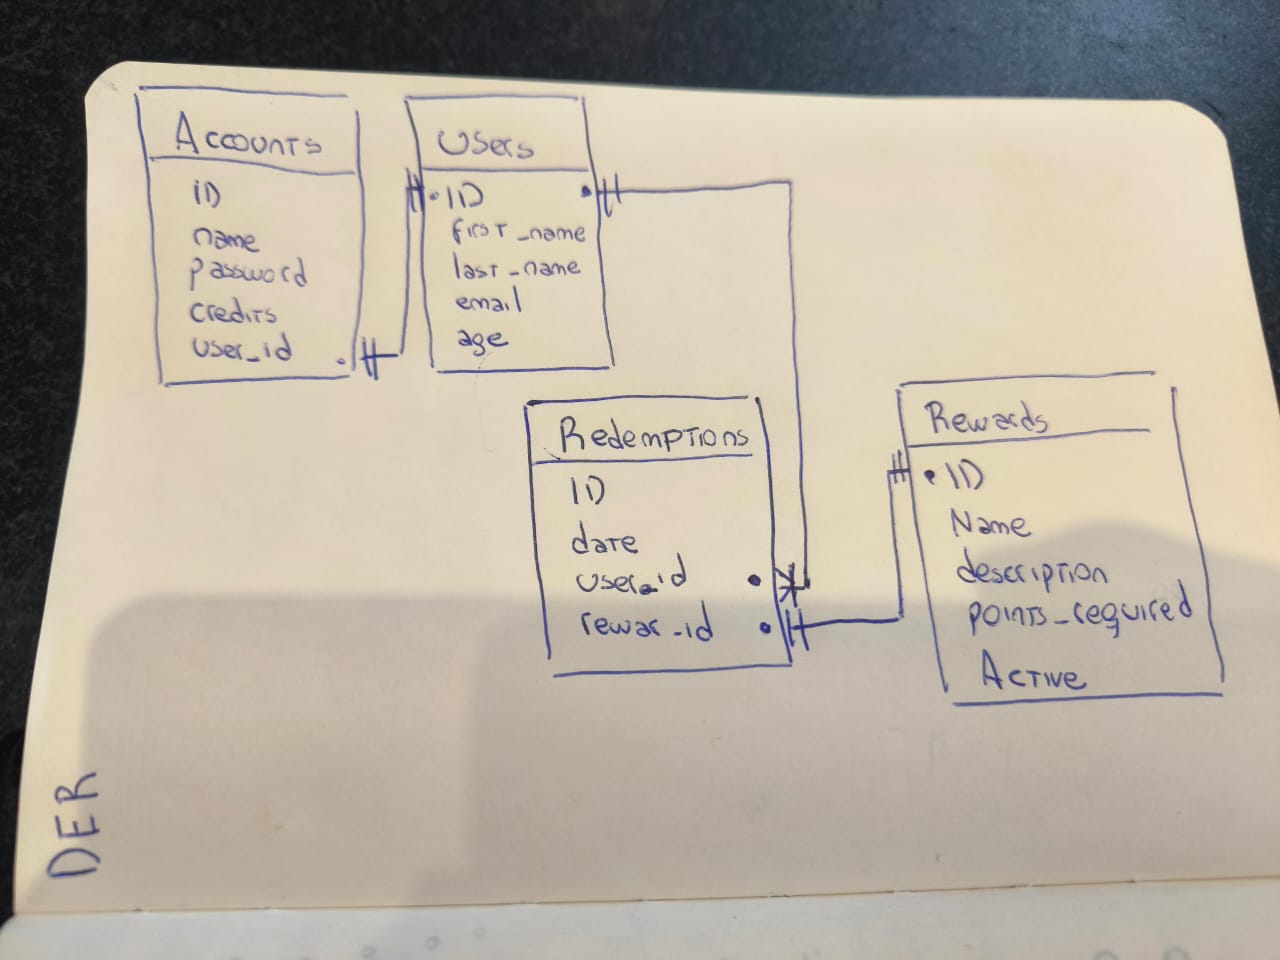 Accounts
ID
name
password
credits
user_id
Users
ID
first_name
last_name
email
age
Redemptions
ID
date
user_id
rewar_id
Rewards
ID
Name
description
points_required
Active
DER